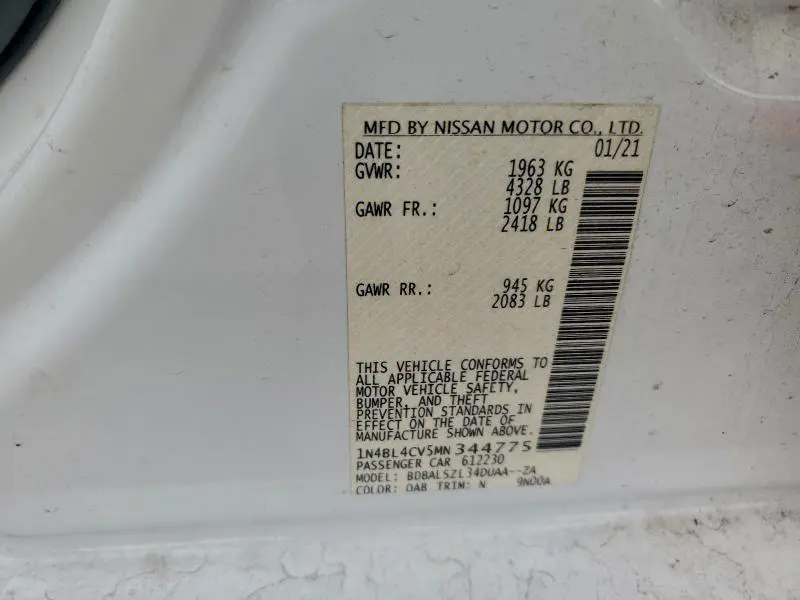 MFD BY NISSAN MOTOR CO., LTD.
DATE: 01/21
GVWR: 1963 KG
4328 LB
GAWR FR.: 1097 KG
2418 LB
GAWR RR.: 945 KG
2083 LB
THIS VEHICLE CONFORMS TO
ALL APPLICABLE FEDERAL
MOTOR VEHICLE SAFETY,
BUMPER, AND THEFT
PREVENTION STANDARDS IN
EFFECT ON THE DATE OF
MANUFACTURE SHOWN ABOVE.
1N4BL4CV5MN344775
PASSENGER CAR 612230
MODEL: BDBALSZL34DUAA--ZA
COLOR: QAB TRIM: N 9N00A